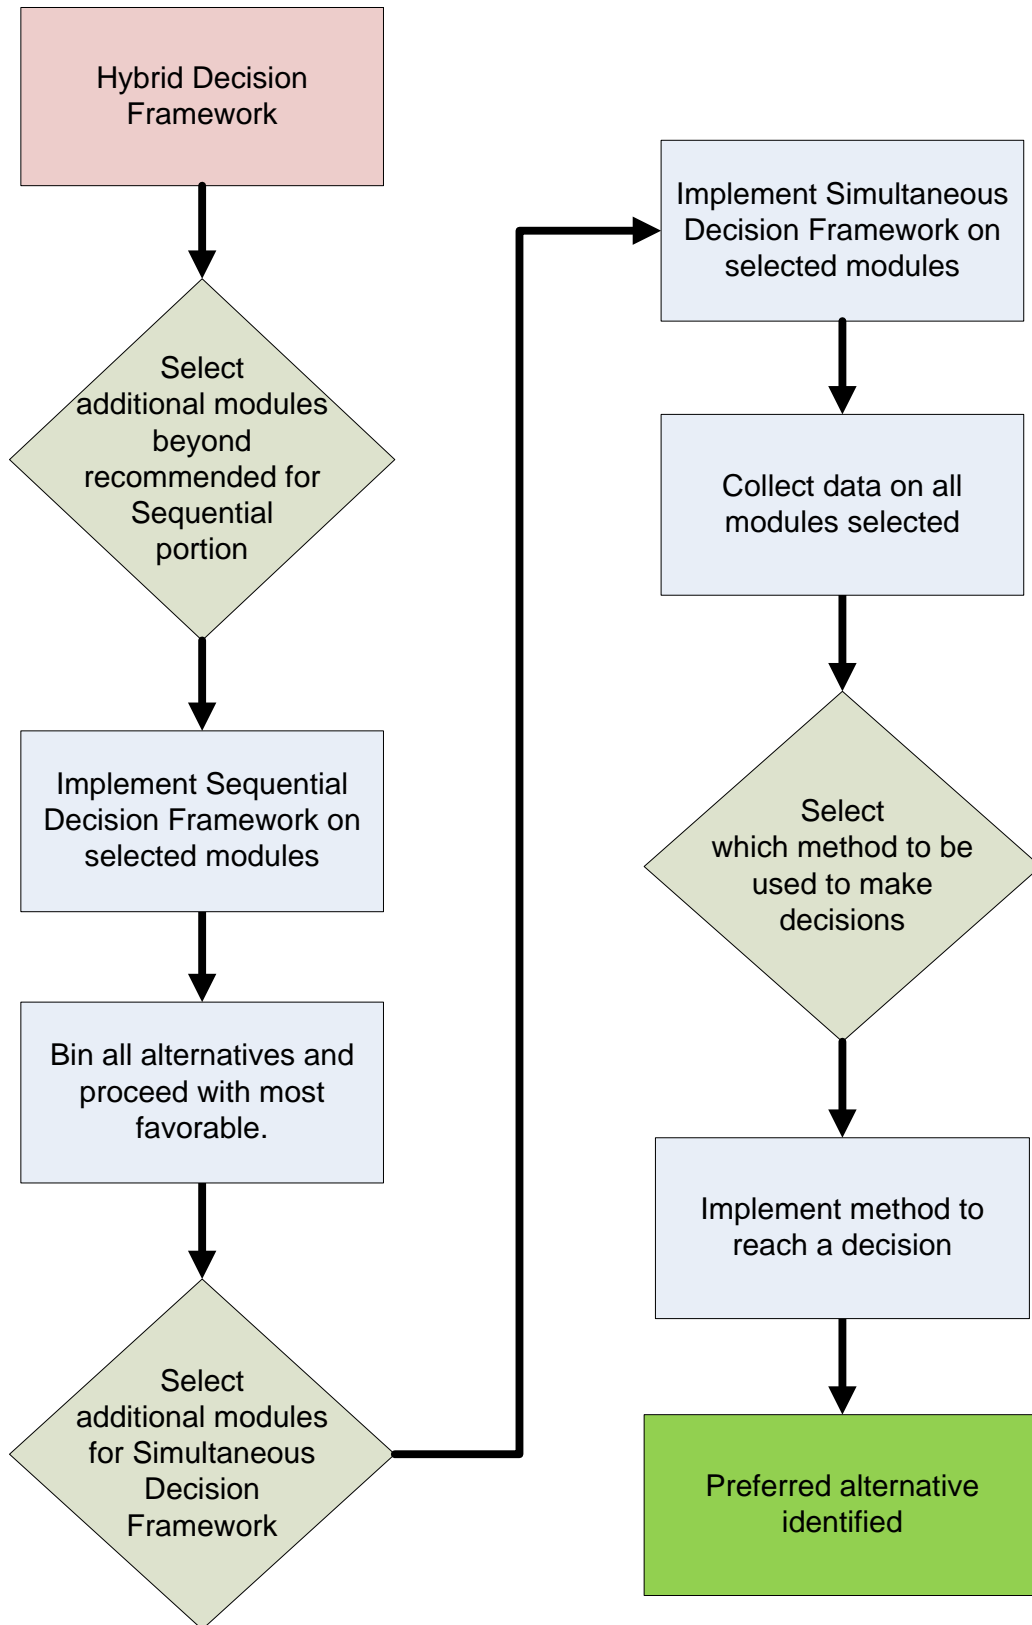 Hybrid Decision
Framework
Select
additional modules
beyond
recommended for
Sequential
portion
Implement Sequential
Decision Framework on
selected modules
Bin all alternatives and
proceed with most
favorable.
Select
additional modules
for Simultaneous
Decision
Framework
Implement Simultaneous
Decision Framework on
selected modules
Collect data on all
modules selected
Select
which method to be
used to make
decisions
Implement method to
reach a decision
Preferred alternative
identified